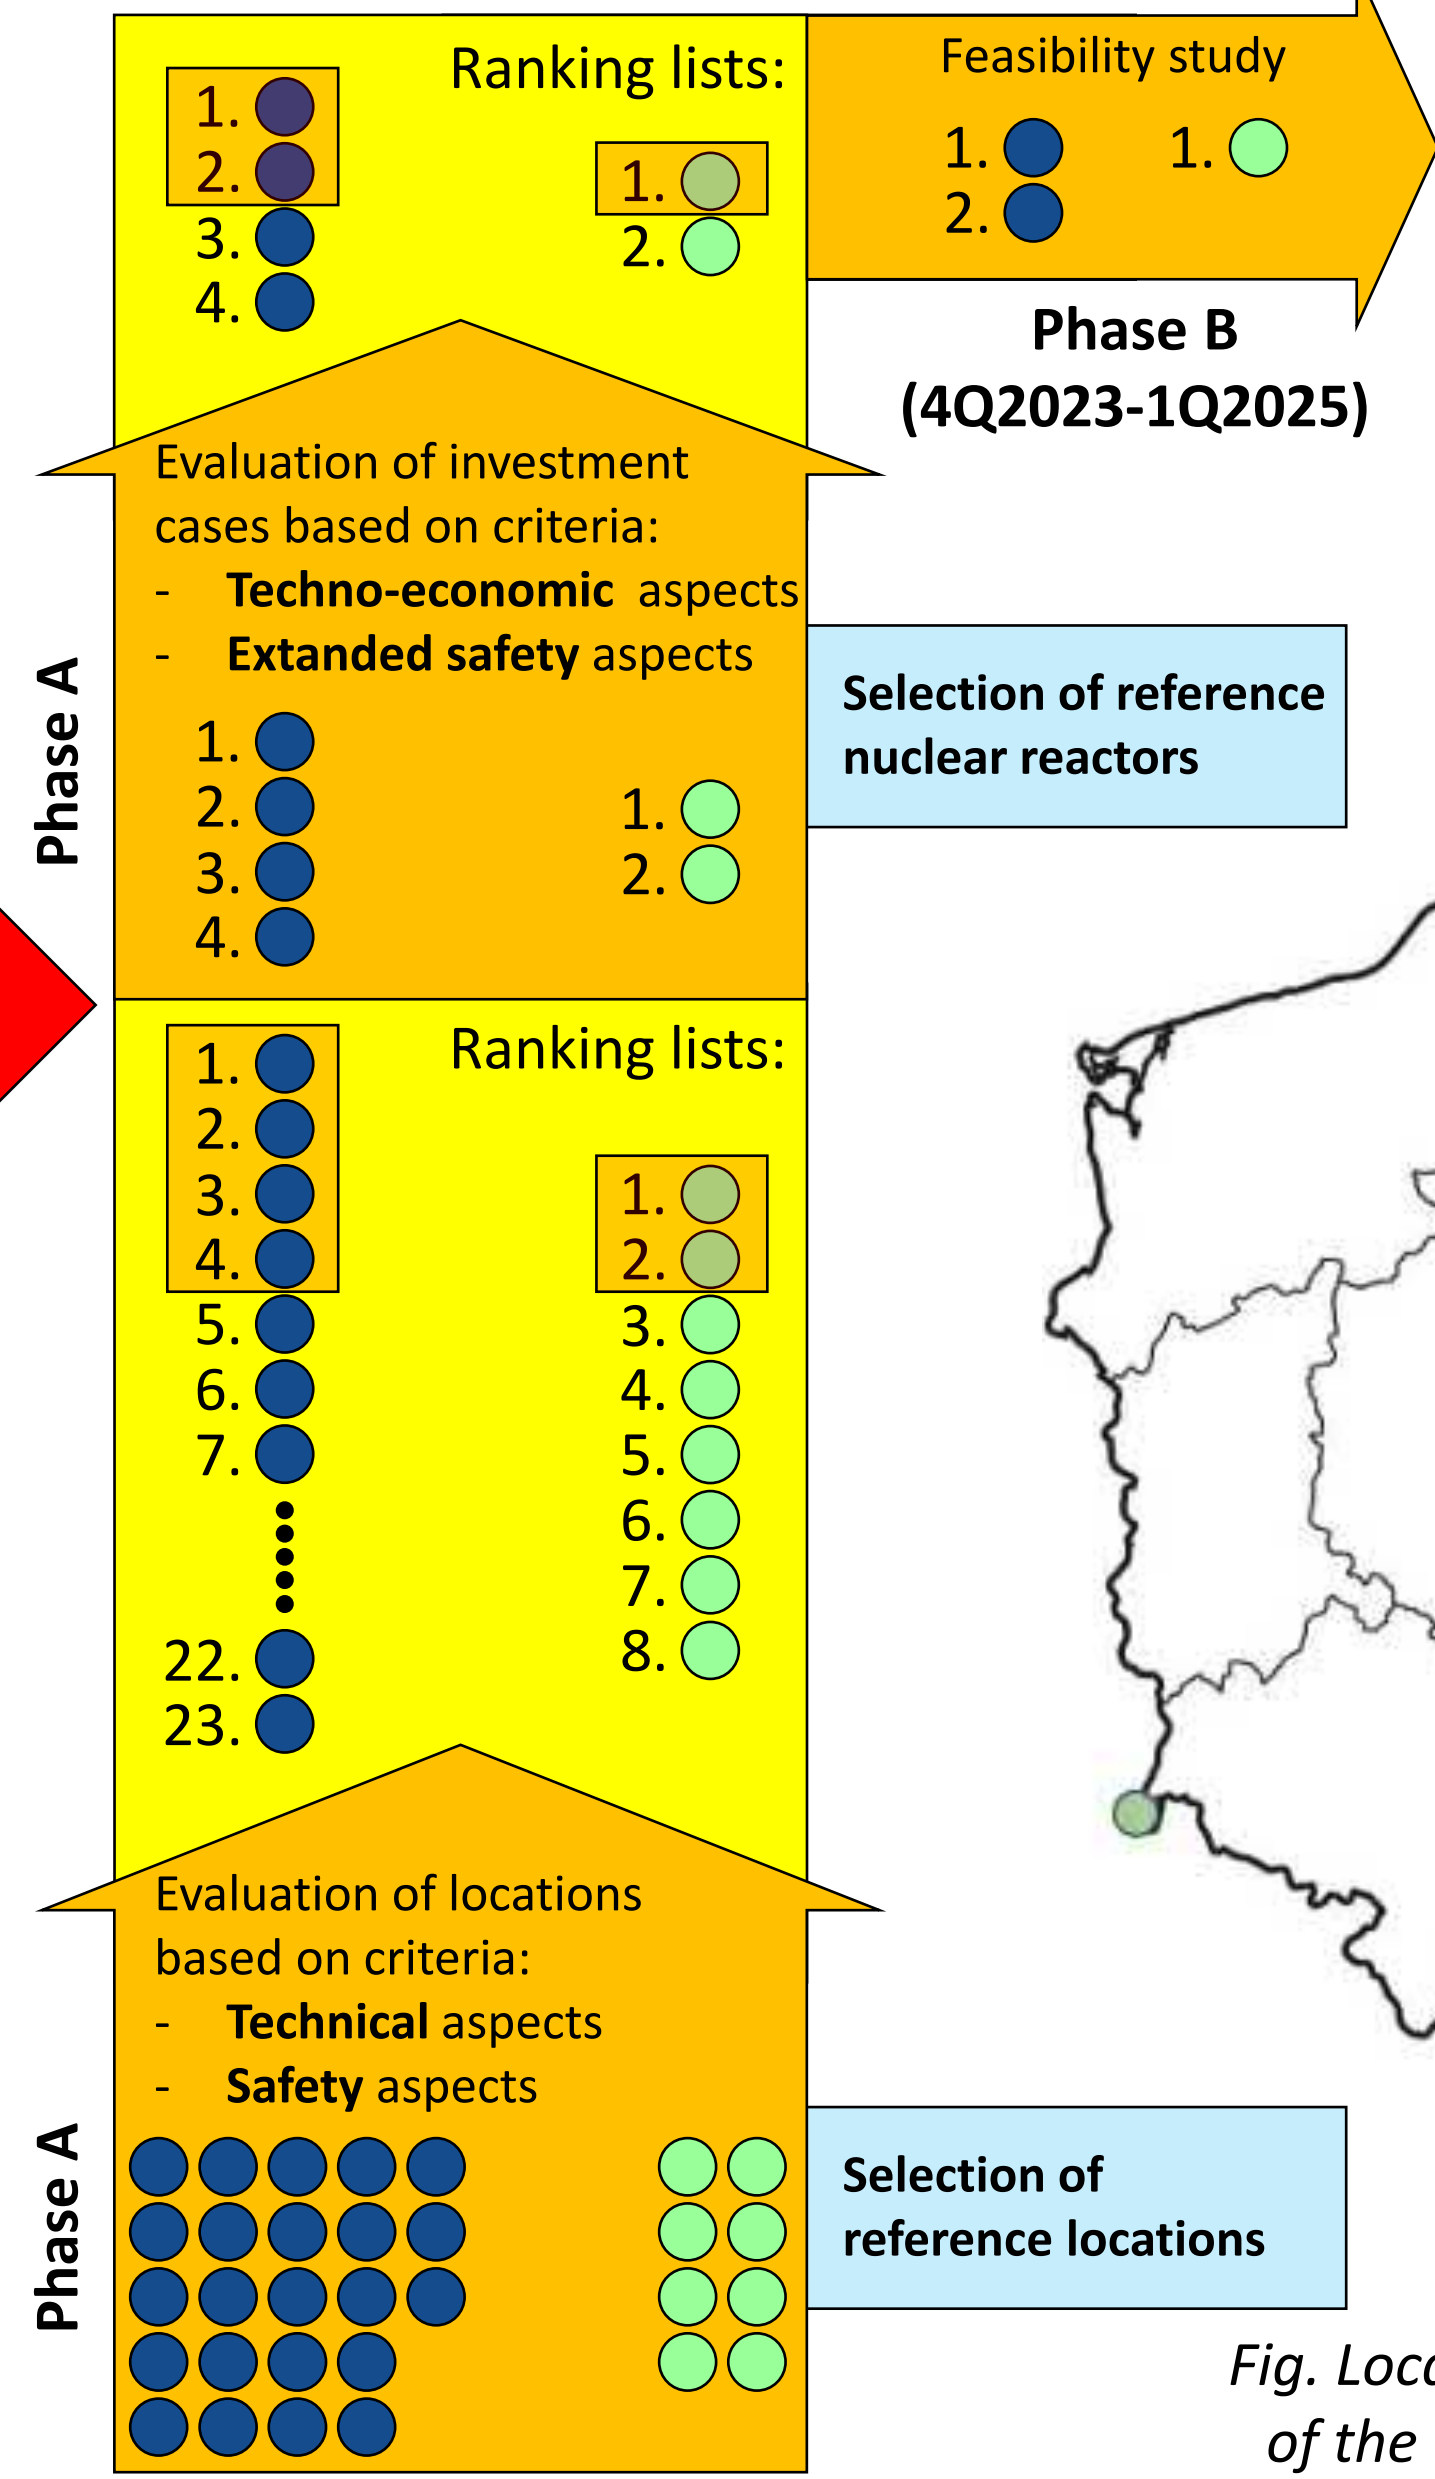 Ranking lists:
1.
2.
3.
4.
1.
2.
Feasibility study
1.
2.
1.
Phase B
(4Q2023-1Q2025)
Phase A
Evaluation of investment
cases based on criteria:
- Techno-economic aspects
- Extanded safety aspects
1.
2.
3.
4.
1.
2.
Selection of reference
nuclear reactors
Ranking lists:
1.
2.
3.
4.
5.
6.
7.
22.
23.
1.
2.
3.
4.
5.
6.
7.
8.
Phase A
Evaluation of locations
based on criteria:
- Technical aspects
- Safety aspects
Selection of
reference locations
Fig.
of the